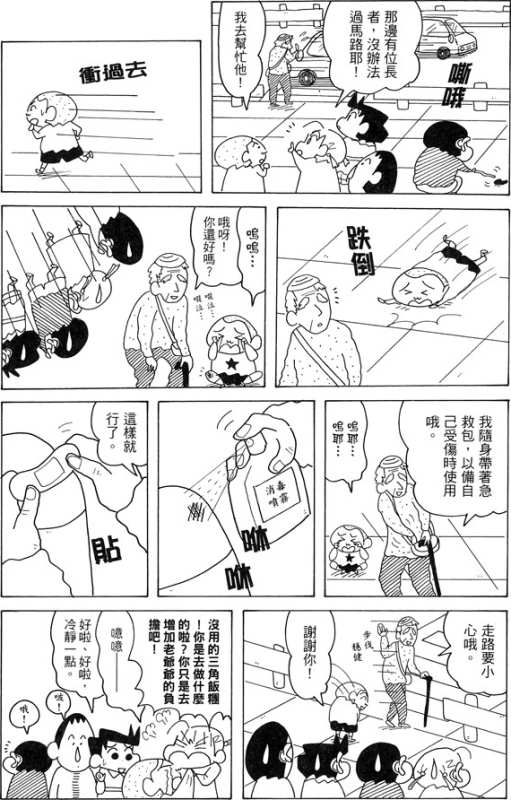 嘶
哦
那邊有位長
者，沒辦法
過馬路耶！
我去幫忙他！
衝過去
跌倒
嗚嗚…
哦呀！
你還好嗎？
啜泣…
啜泣…
我隨身帶著急
救包，以備自
己受傷時使用
哦。
嗚耶…
嗚耶…
消毒
噴霧
咻
咻
這樣就
行了。
貼
走路要小
心哦。
步伐
穩健
謝謝你！
沒用的三角飯糰
！你是去做什麼
的啦？你只是去
增加老爺爺的負
擔吧！
噫噫——
好啦、好啦，
冷靜一點。
哦！